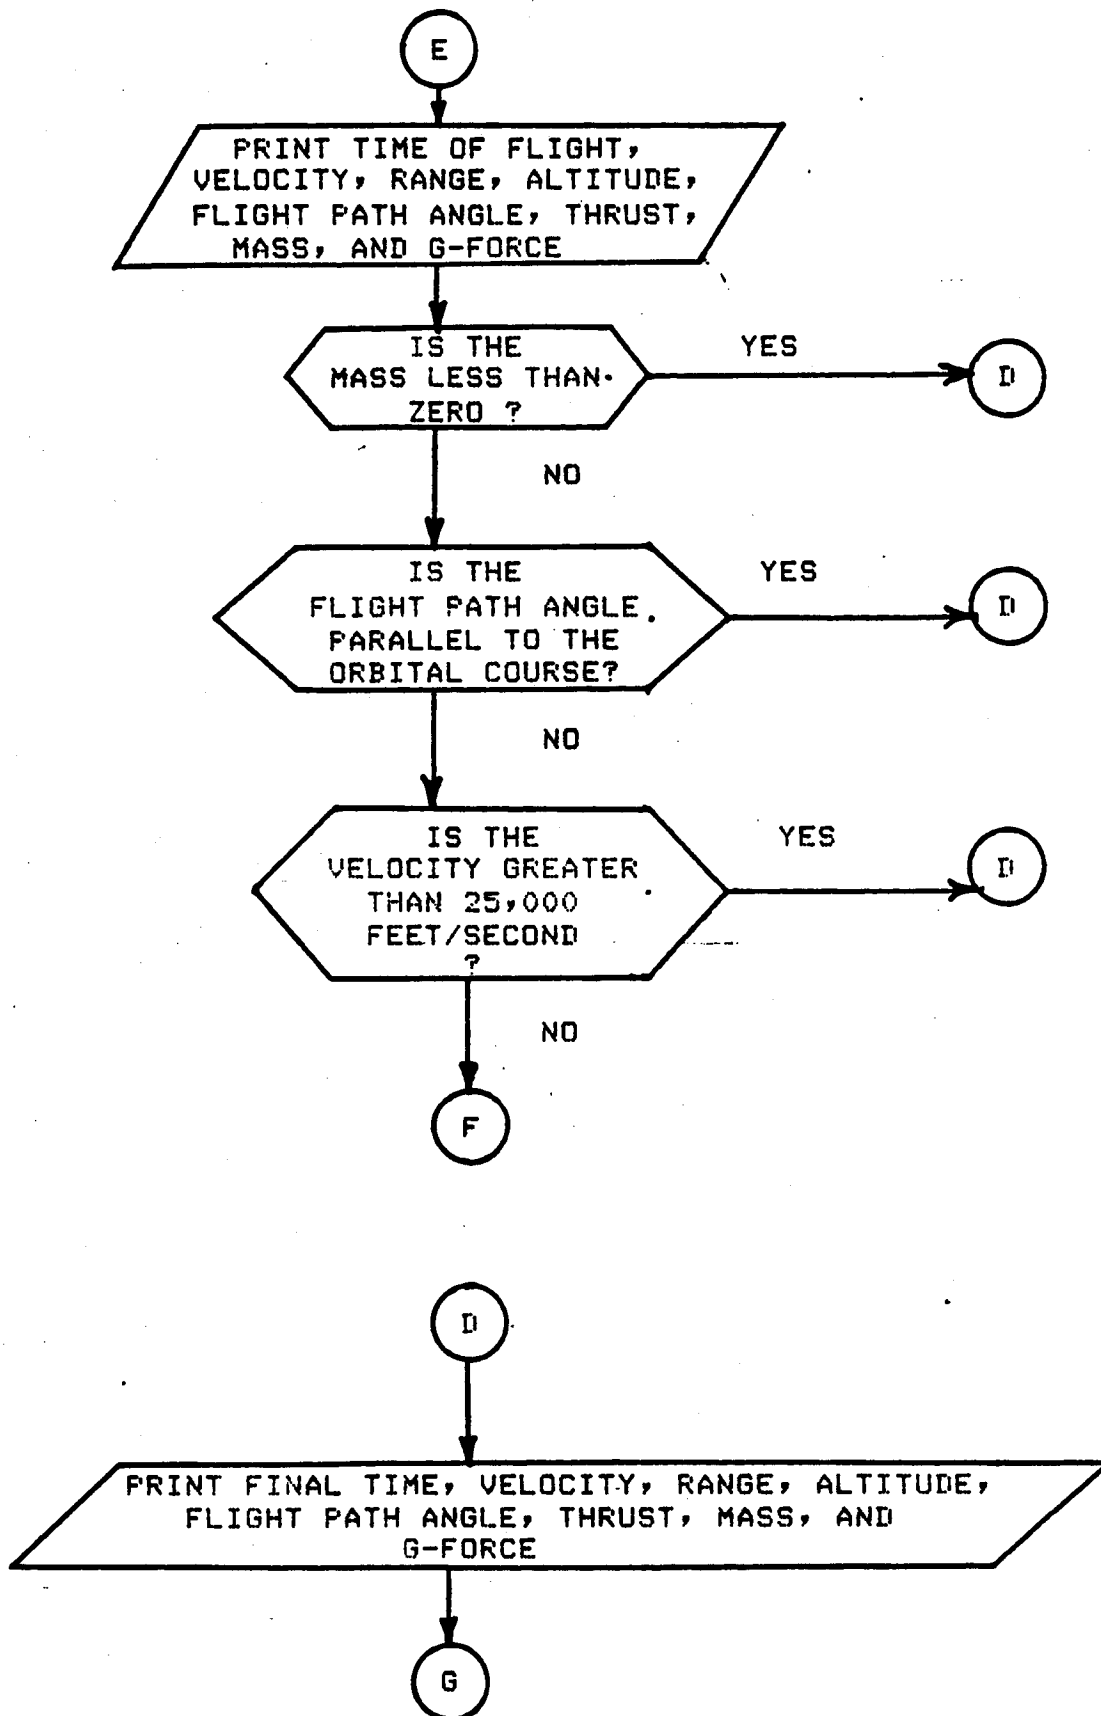 E
PRINT TIME OF FLIGHT,
VELOCITY, RANGE, ALTITUDE,
FLIGHT PATH ANGLE, THRUST,
MASS, AND G-FORCE
IS THE
MASS LESS THAN
ZERO ?
YES
D
NO
IS THE
FLIGHT PATH ANGLE
PARALLEL TO THE
ORBITAL COURSE?
YES
D
NO
IS THE
VELOCITY GREATER
THAN 25,000
FEET/SECOND
?
YES
D
NO
F
D
PRINT FINAL TIME, VELOCITY, RANGE, ALTITUDE,
FLIGHT PATH ANGLE, THRUST, MASS, AND
G-FORCE
G